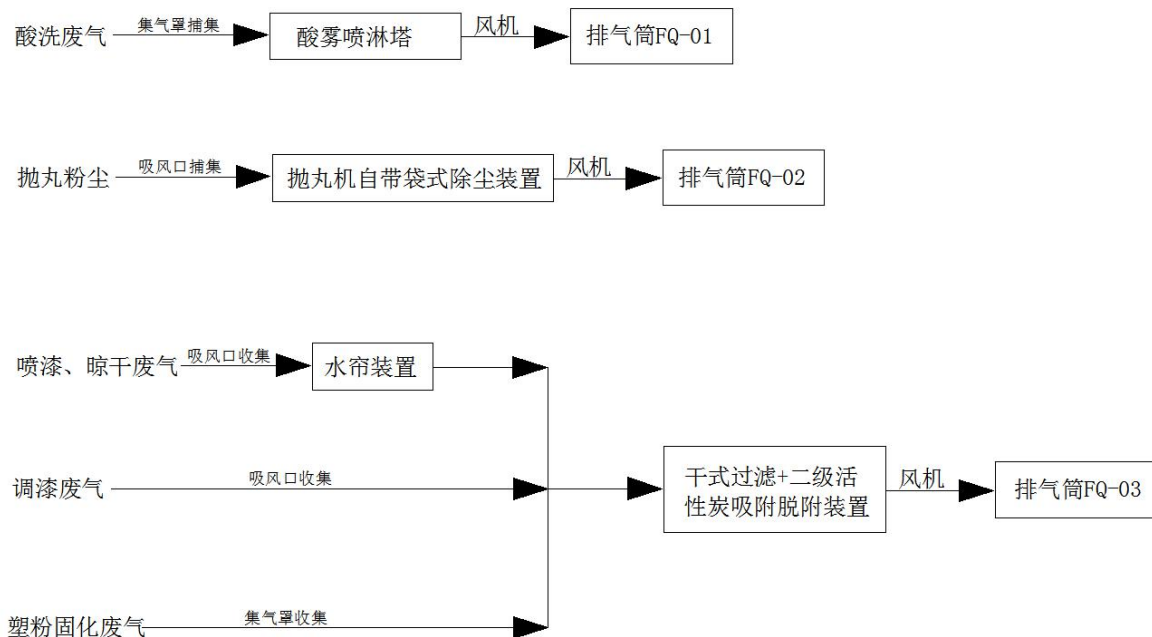 酸洗废气
集气罩捕集
酸雾喷淋塔
风机
排气筒FQ-01
抛丸粉尘
吸风口捕集
抛丸机自带袋式除尘装置
风机
排气筒FQ-02
喷漆、晾干废气
吸风口收集
水帘装置
调漆废气
吸风口收集
干式过滤+二级活
性炭吸附脱附装置
风机
排气筒FQ-03
塑粉固化废气
集气罩收集